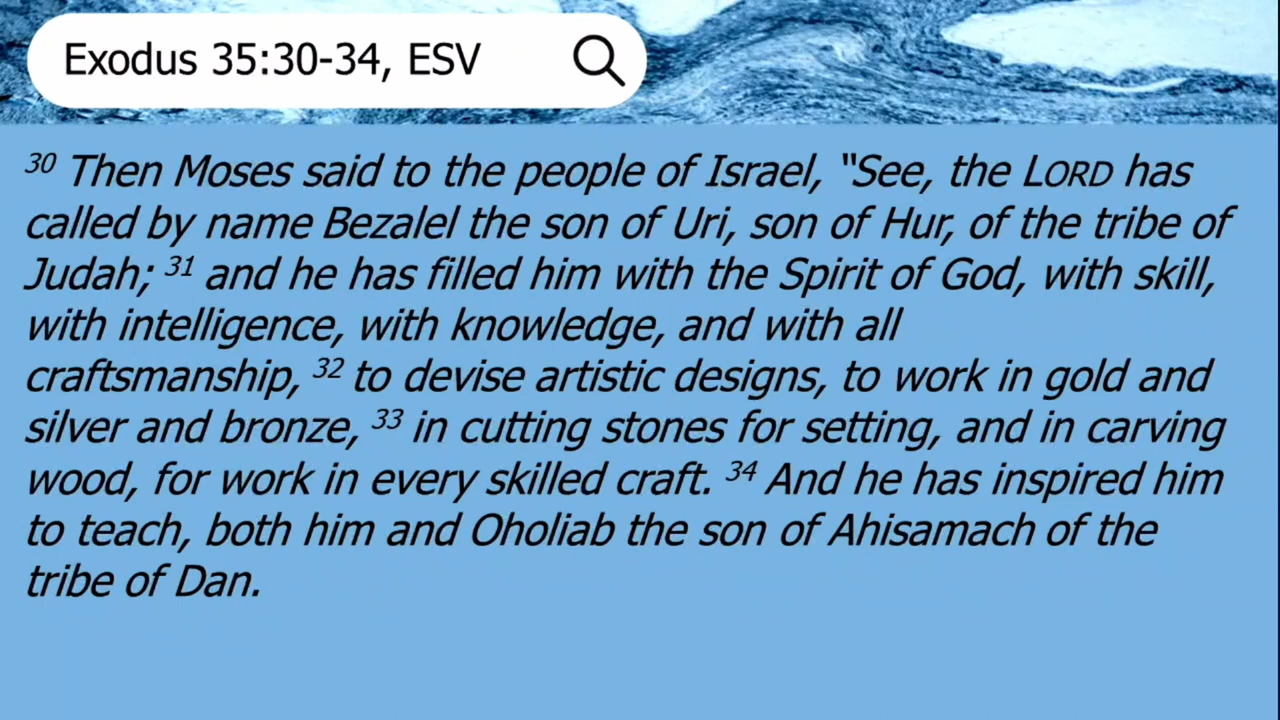 Exodus 35:30-34, ESV
30 Then Moses said to the people of Israel, “See, the LORD has
called by name Bezalel the son of Uri, son of Hur, of the tribe of
Judah; 31 and he has filled him with the Spirit of God, with skill,
with intelligence, with knowledge, and with all
craftsmanship, 32 to devise artistic designs, to work in gold and
silver and bronze, 33 in cutting stones for setting, and in carving
wood, for work in every skilled craft. 34 And he has inspired him
to teach, both him and Oholiab the son of Ahisamach of the
tribe of Dan.